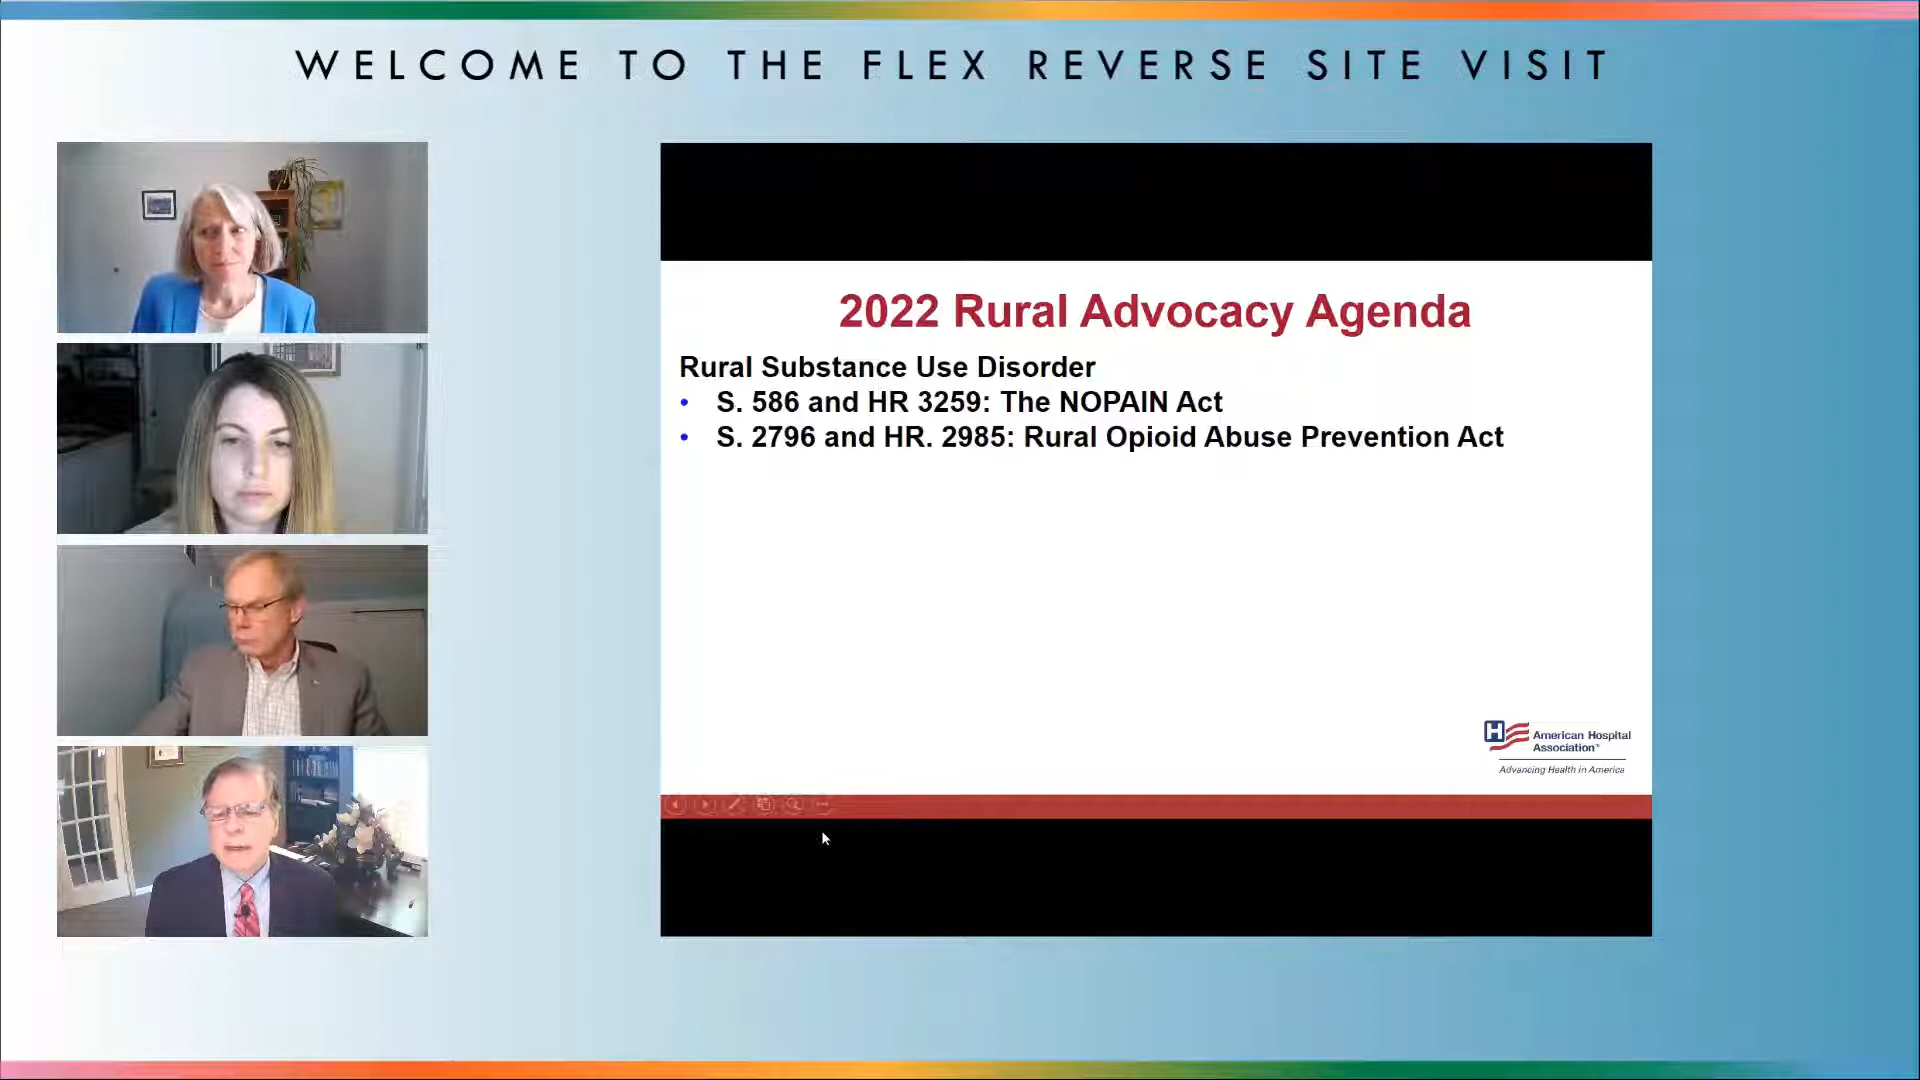 WELCOME TO THE FLEX REVERSE SITE VISIT
2022 Rural Advocacy Agenda
Rural Substance Use Disorder
• S. 586 and HR 3259: The NOPAIN Act
• S. 2796 and HR. 2985: Rural Opioid Abuse Prevention Act
H
American Hospital
Association™
Advancing Health in America